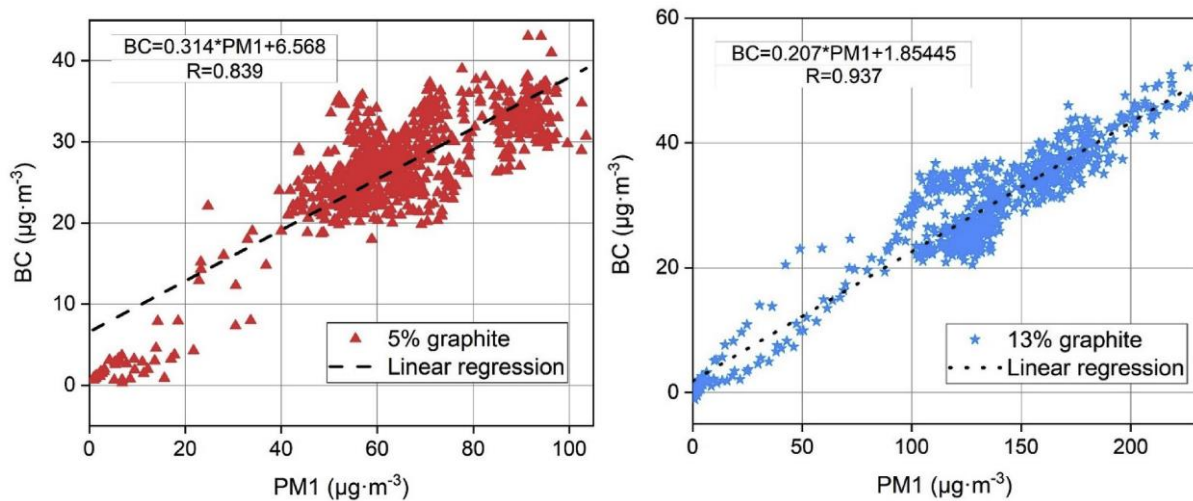 BC=0.314*PM1+6.568
R=0.839
40
30
20
10
0
BC (µg·m-3)
5% graphite
Linear regression
0 20 40 60 80 100
PM1 (µg·m-3)
60
BC=0.207*PM1+1.85445
R=0.937
40
20
0
BC (µg·m-3)
13% graphite
Linear regression
0 50 100 150 200
PM1 (µg·m-3)